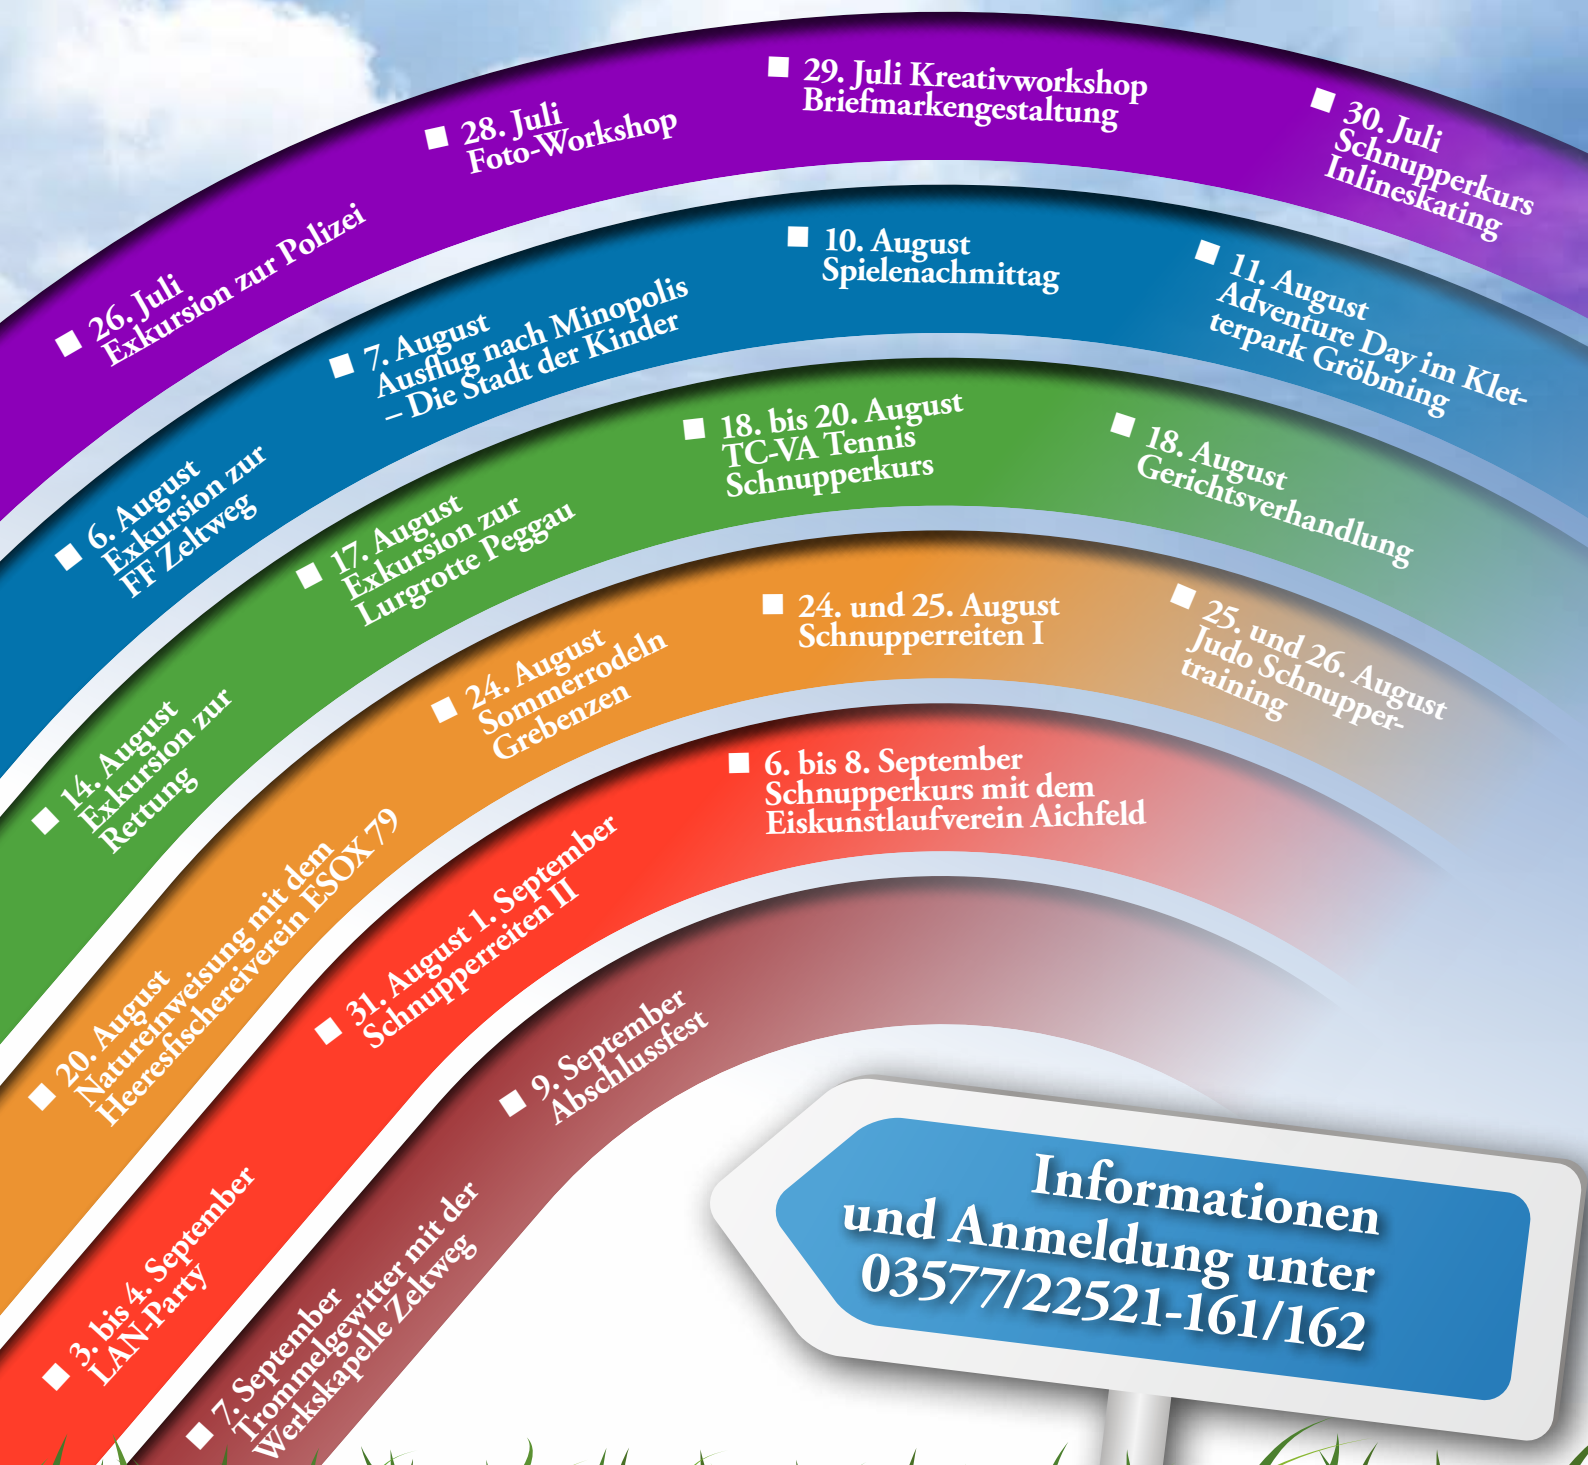 26. Juli
Exkursion zur Polizei
28. Juli
Foto-Workshop
29. Juli Kreativworkshop
Briefmarkengestaltung
30. Juli
Schnupperkurs
Inlineskating
6. August
Exkursion zur
FF Zeltweg
7. August
Ausflug nach Minopolis
– Die Stadt der Kinder
10. August
Spielenachmittag
11. August
Adventure Day im Klet-
terpark Gröbming
14. August
Exkursion zur
Rettung
17. August
Exkursion zur
Lurgrotte Peggau
18. bis 20. August
TC-VA Tennis
Schnupperkurs
18. August
Gerichtsverhandlung
20. August
Natureinweisung mit dem
Heeresfischereiverein ESOX 79
24. August
Sommerrodeln
Grebenzen
24. und 25. August
Schnupperreiten I
25. und 26. August
Judo Schnupper-
training
3. bis 4. September
LAN-Party
31. August 1. September
Schnupperreiten II
6. bis 8. September
Schnupperkurs mit dem
Eiskunstlaufverein Aichfeld
7. September
Trommelgewitter mit der
Werkskapelle Zeltweg
9. September
Abschlussfest
Informationen
und Anmeldung unter
03577/22521-161/162